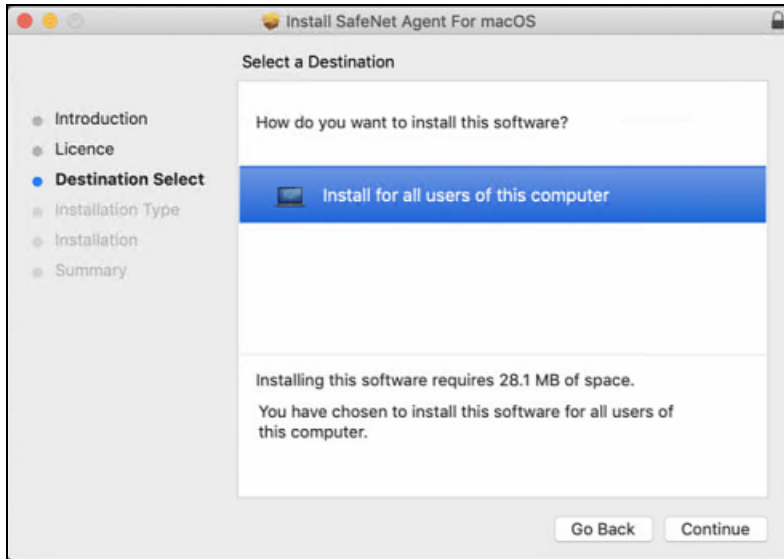 Install SafeNet Agent For macOS
Select a Destination
Introduction
Licence
Destination Select
Installation Type
Installation
Summary
How do you want to install this software?
Install for all users of this computer
Installing this software requires 28.1 MB of space.
You have chosen to install this software for all users of
this computer.
Go Back
Continue